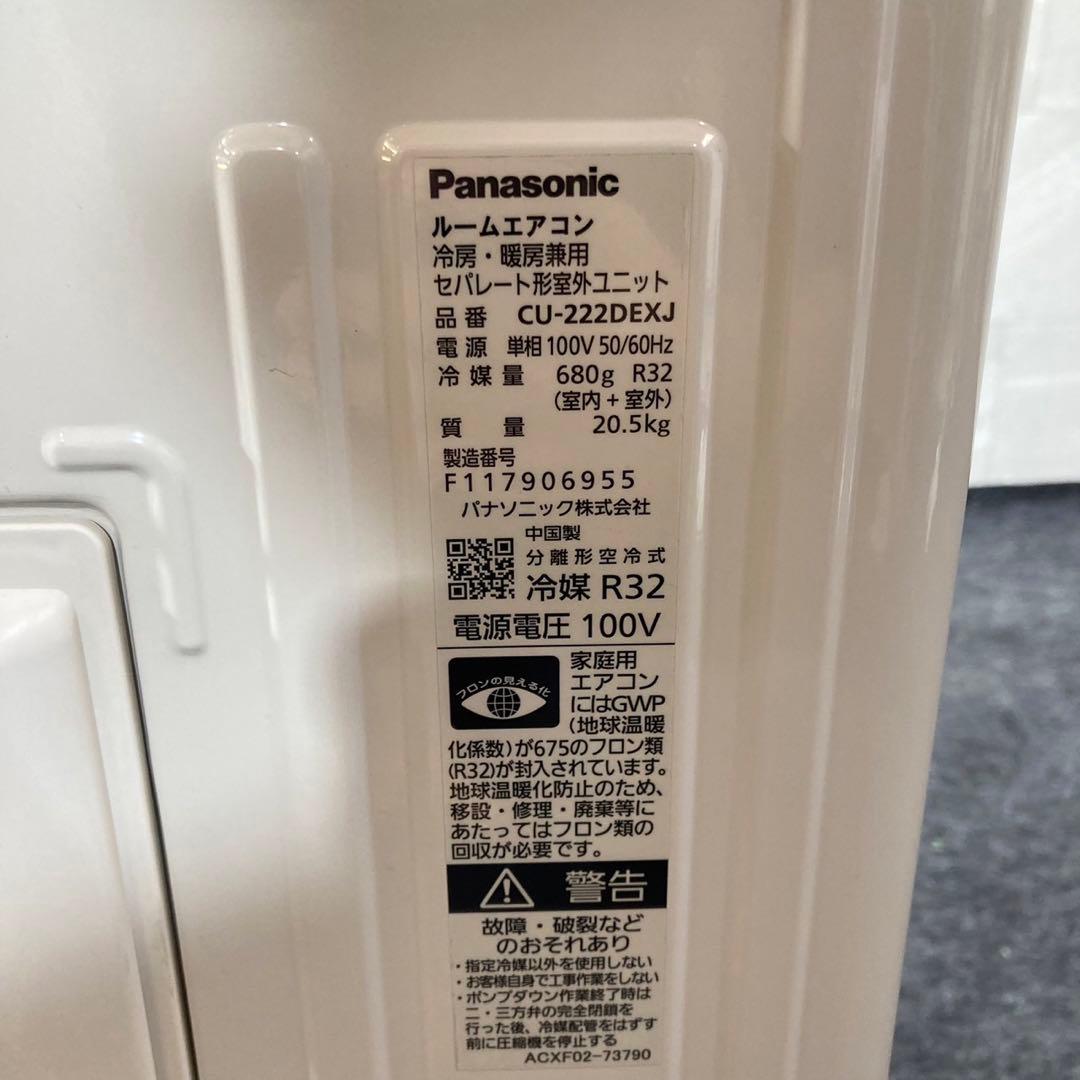 Panasonic
ルームエアコン
冷房・暖房兼用
セパレート形室外ユニット
品番 CU-222DEXJ
電源 単相100V 50/60Hz
冷媒量 680g R32
(室内+室外)
質量 20.5kg
製造番号
F117906955
パナソニック株式会社
中国製
分離形空冷式
冷媒 R32
電源電圧 100V
フロンの見える化
家庭用
エアコン
にはGWP
(地球温暖
化係数)が675のフロン類
(R32)が封入されています。
地球温暖化防止のため、
移設・修理・廃棄等に
あたってはフロン類の
回収が必要です。
警告
故障・破裂など
のおそれあり
・指定冷媒以外を使用しない
・お客様自身で工事作業をしない
・ポンプダウン作業終了時は
二・三方弁の完全閉鎖を
行った後、冷媒配管をはずす
前に圧縮機を停止する
ACXF02-73790